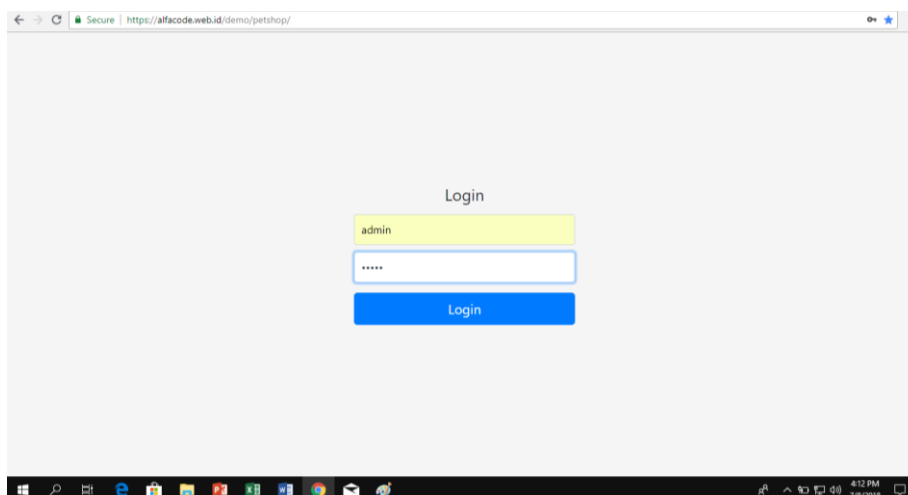 Secure | https://alfacode.web.id/demo/petshop/
Login
admin
•••••
Login
4:12 PM